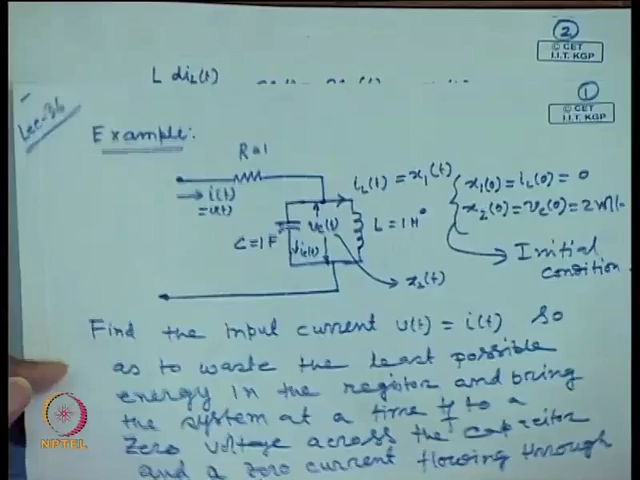 ②
© CET
I.I.T. KGP
L diL(t)
①
© CET
I.I.T. KGP
Lec-36
Example:
R=1
i(t)
=u(t)
iL(t) = x1(t)
x1(0) = iL(0) = 0
x2(0) = vc(0) = 2
C=1F
vc(t)
ic(t)
L = 1H
x2(t)
Initial
condition
Find the input current u(t) = i(t) so
as to waste the least possible
energy in the register and bring
the system at a time tf to a
Zero voltage across the capacitor
and a zero current flowing through
NPTEL